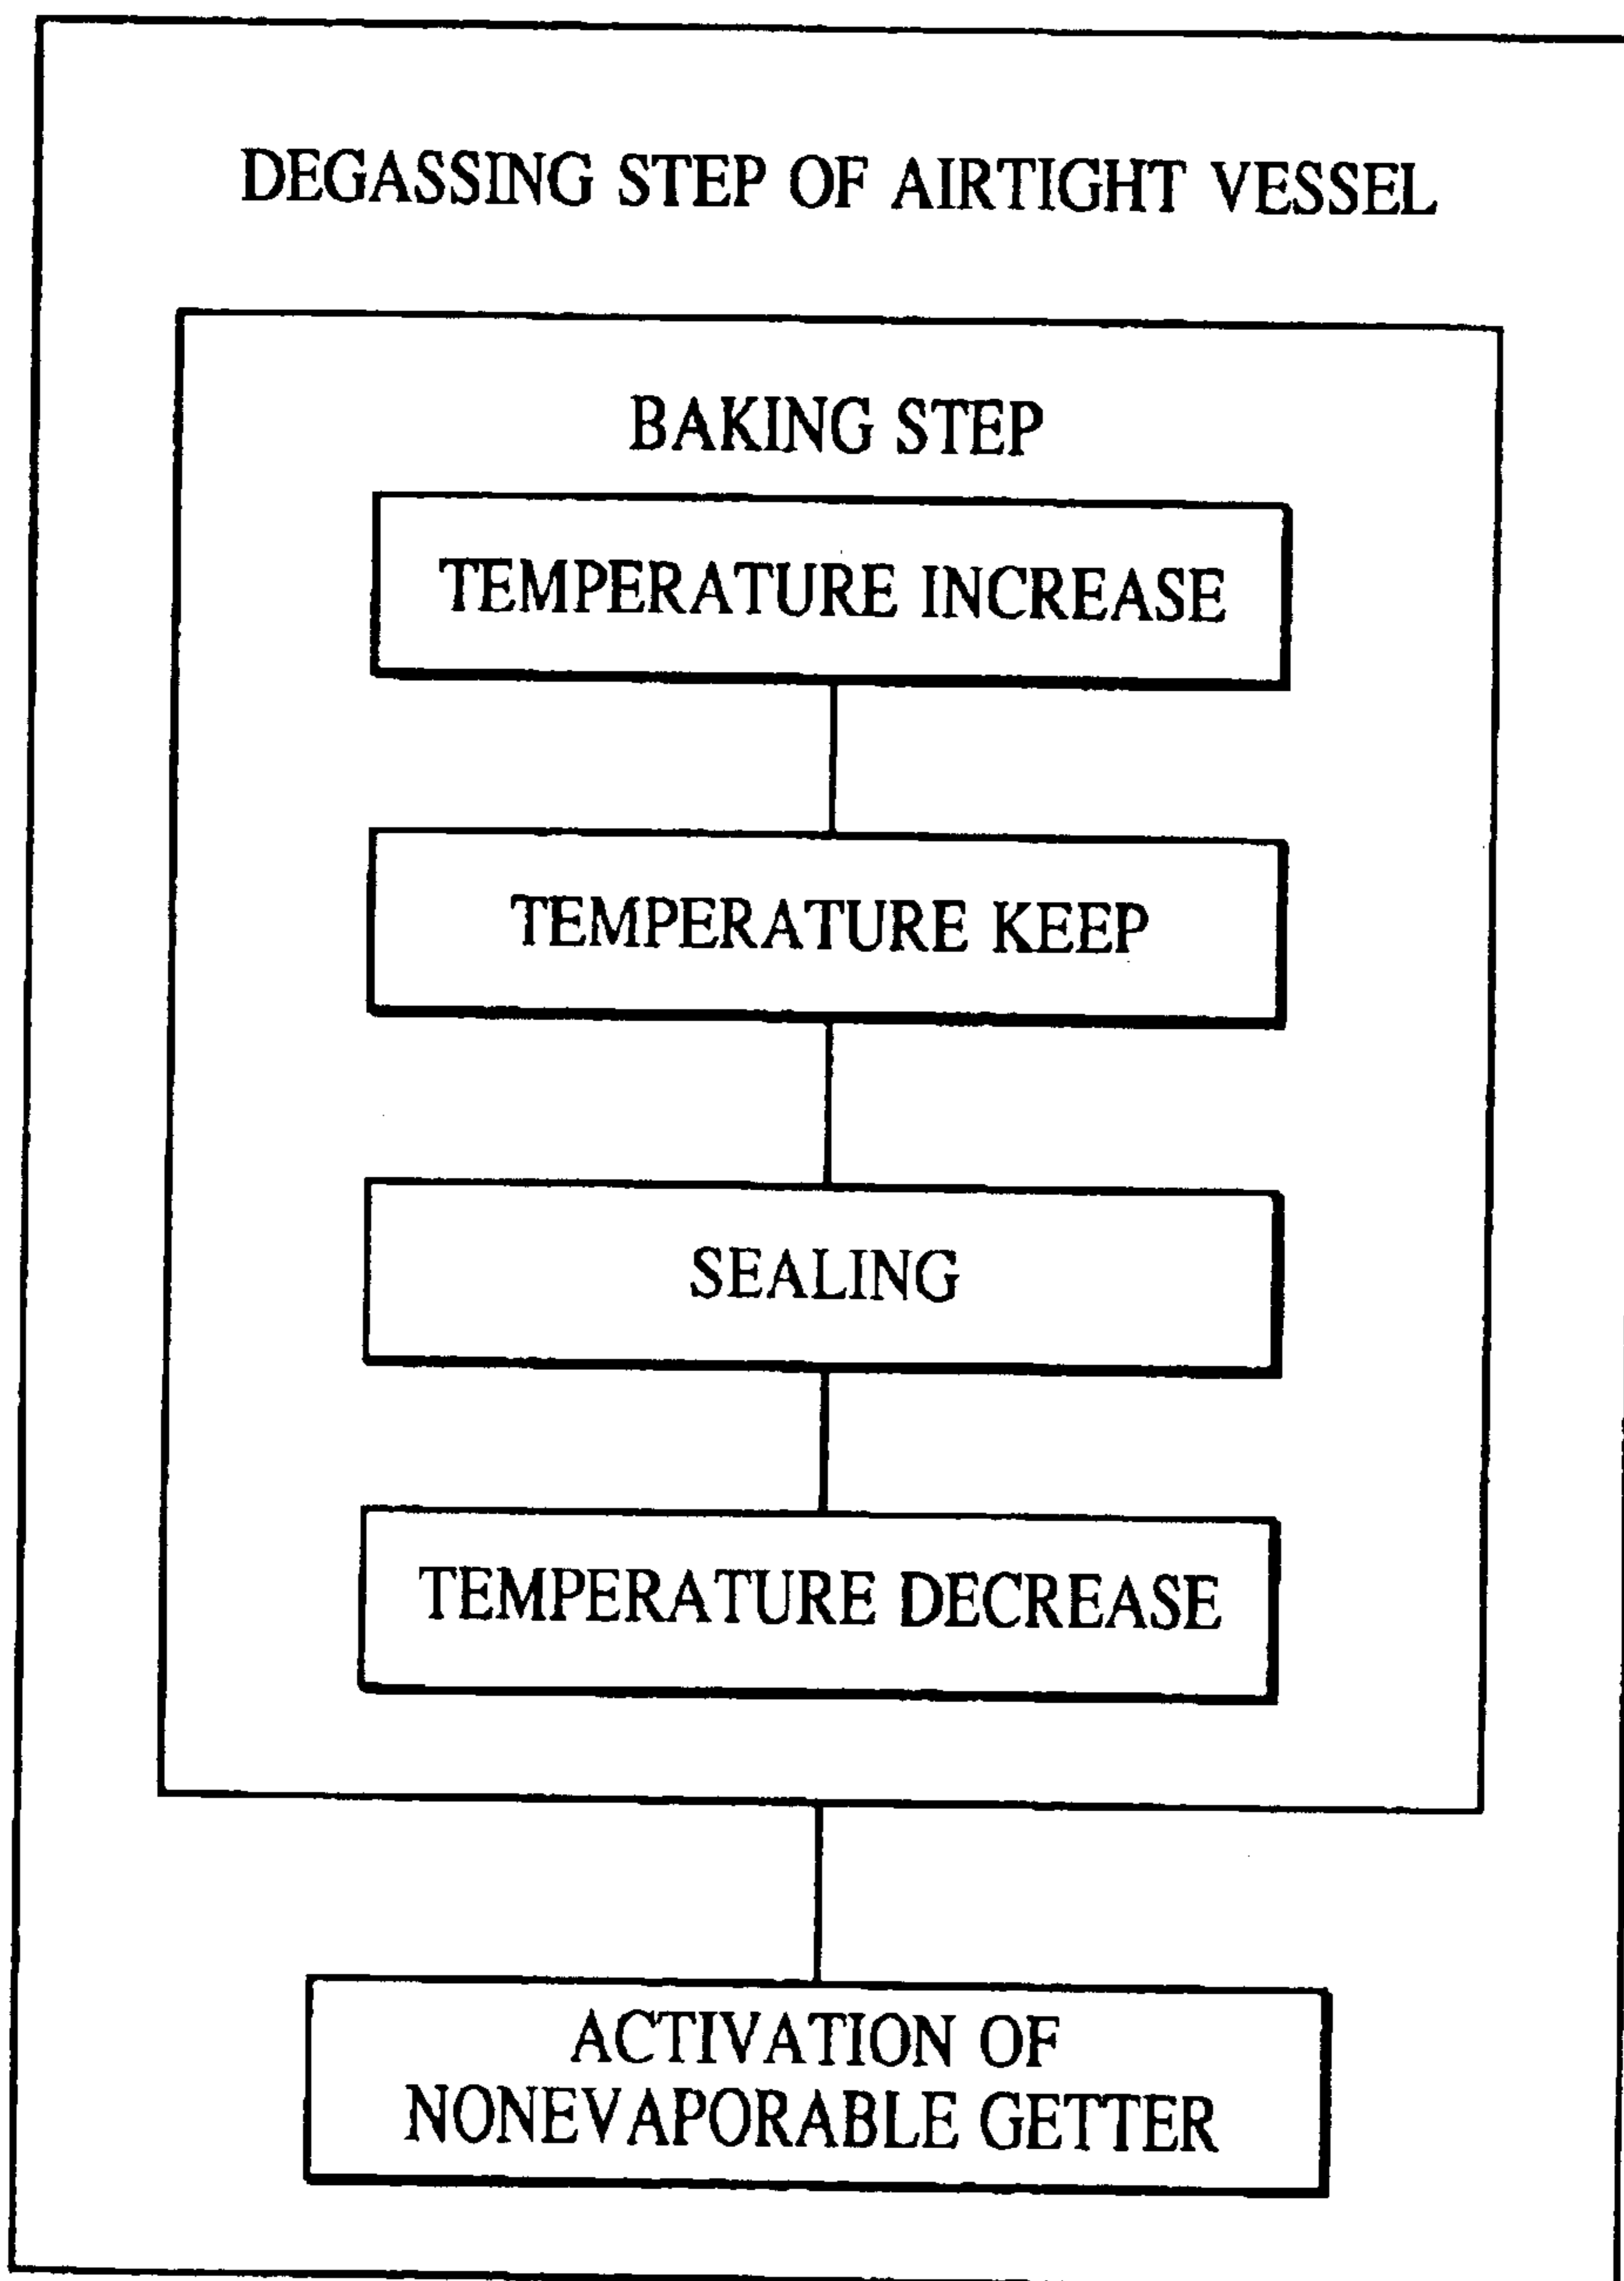 DEGASSING STEP OF AIRTIGHT VESSEL
BAKING STEP
TEMPERATURE INCREASE
TEMPERATURE KEEP
SEALING
TEMPERATURE DECREASE
ACTIVATION OF
NONEVAPORABLE GETTER